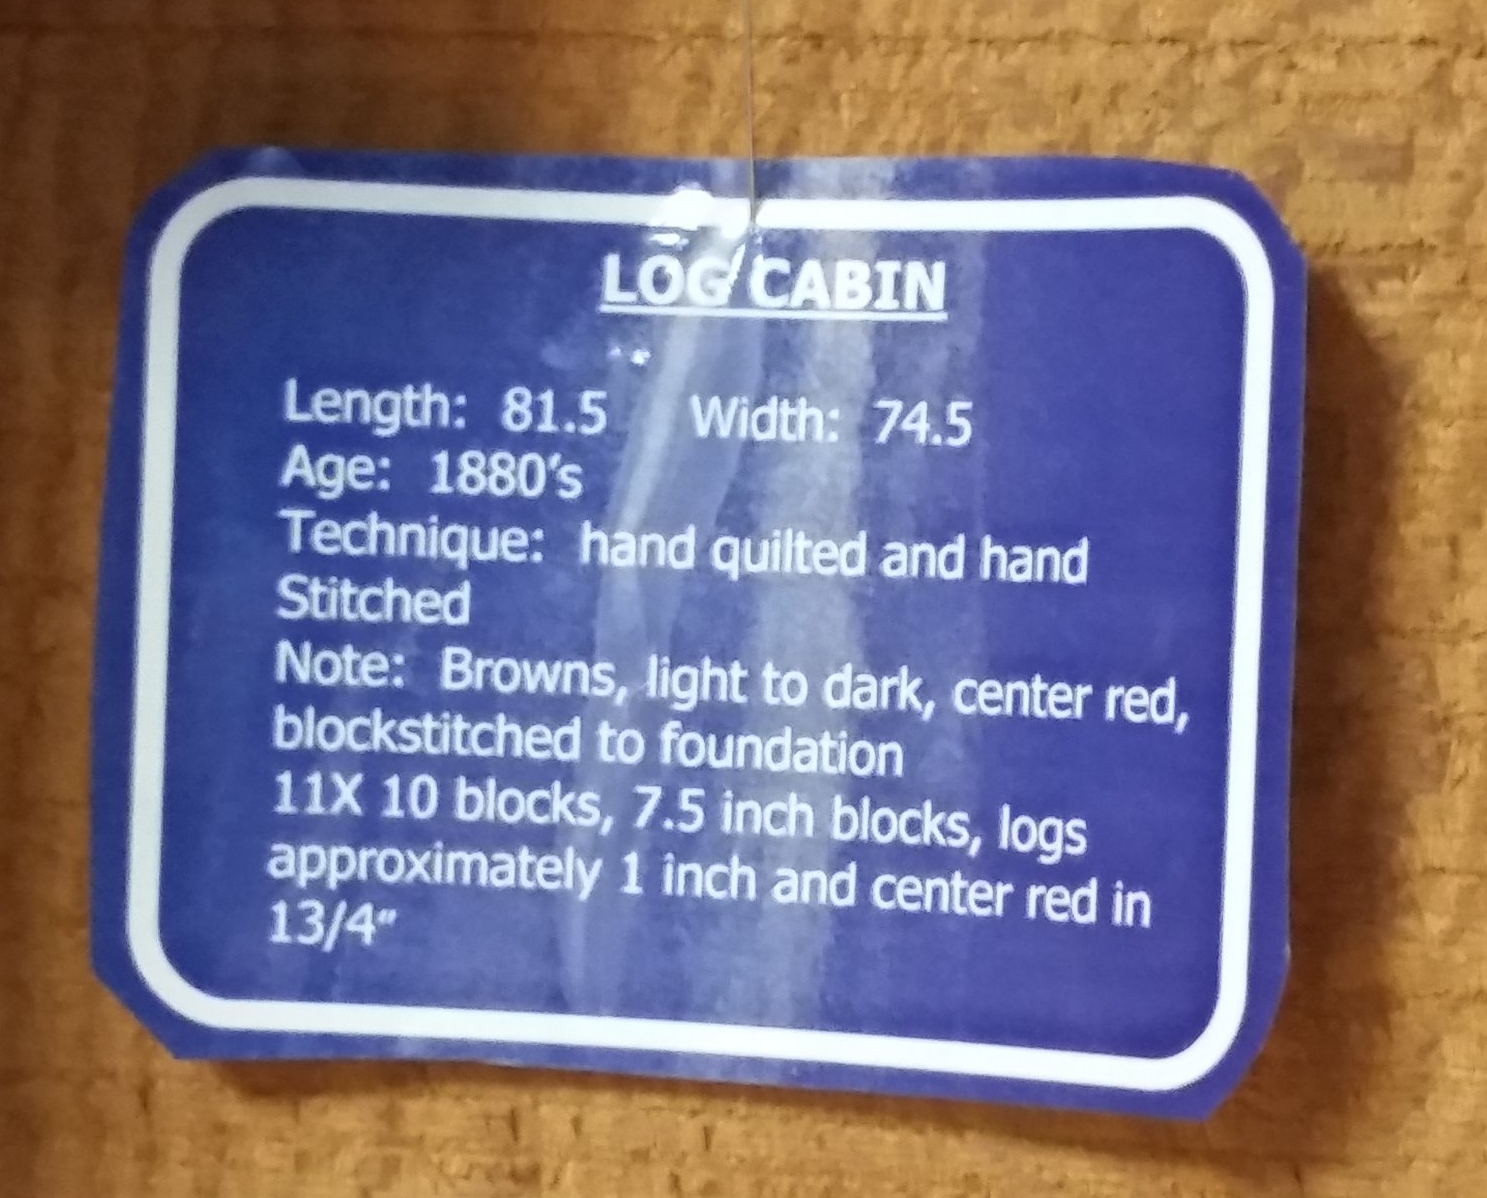 LOG CABIN
Length: 81.5 Width: 74.5
Age: 1880's
Technique: hand quilted and hand
Stitched
Note: Browns, light to dark, center red,
blockstitched to foundation
11X 10 blocks, 7.5 inch blocks, logs
approximately 1 inch and center red in
13/4"